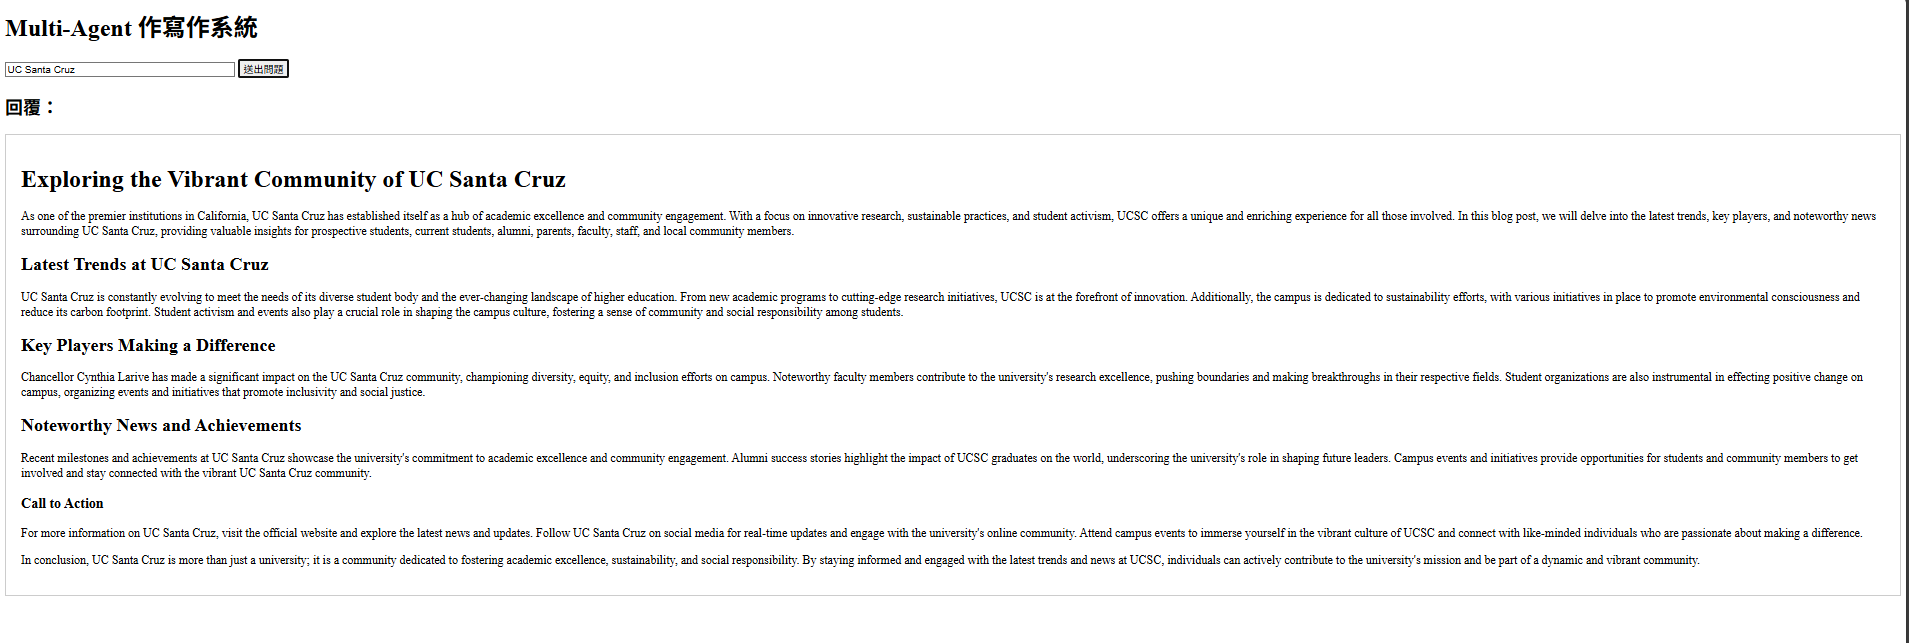 Multi-Agent 作寫作系統
UC Santa Cruz 送出問題
回覆：
Exploring the Vibrant Community of UC Santa Cruz
As one of the premier institutions in California, UC Santa Cruz has established itself as a hub of academic excellence and community engagement. With a focus on innovative research, sustainable practices, and student activism, UCSC offers a unique and enriching experience for all those involved. In this blog post, we will delve into the latest trends, key players, and noteworthy news
surrounding UC Santa Cruz, providing valuable insights for prospective students, current students, alumni, parents, faculty, staff, and local community members.
Latest Trends at UC Santa Cruz
UC Santa Cruz is constantly evolving to meet the needs of its diverse student body and the ever-changing landscape of higher education. From new academic programs to cutting-edge research initiatives, UCSC is at the forefront of innovation. Additionally, the campus is dedicated to sustainability efforts, with various initiatives in place to promote environmental consciousness and
reduce its carbon footprint. Student activism and events also play a crucial role in shaping the campus culture, fostering a sense of community and social responsibility among students.
Key Players Making a Difference
Chancellor Cynthia Larive has made a significant impact on the UC Santa Cruz community, championing diversity, equity, and inclusion efforts on campus. Noteworthy faculty members contribute to the university's research excellence, pushing boundaries and making breakthroughs in their respective fields. Student organizations are also instrumental in effecting positive change on
campus, organizing events and initiatives that promote inclusivity and social justice.
Noteworthy News and Achievements
Recent milestones and achievements at UC Santa Cruz showcase the university's commitment to academic excellence and community engagement. Alumni success stories highlight the impact of UCSC graduates on the world, underscoring the university's role in shaping future leaders. Campus events and initiatives provide opportunities for students and community members to get
involved and stay connected with the vibrant UC Santa Cruz community.
Call to Action
For more information on UC Santa Cruz, visit the official website and explore the latest news and updates. Follow UC Santa Cruz on social media for real-time updates and engage with the university's online community. Attend campus events to immerse yourself in the vibrant culture of UCSC and connect with like-minded individuals who are passionate about making a difference.
In conclusion, UC Santa Cruz is more than just a university; it is a community dedicated to fostering academic excellence, sustainability, and social responsibility. By staying informed and engaged with the latest trends and news at UCSC, individuals can actively contribute to the university's mission and be part of a dynamic and vibrant community.